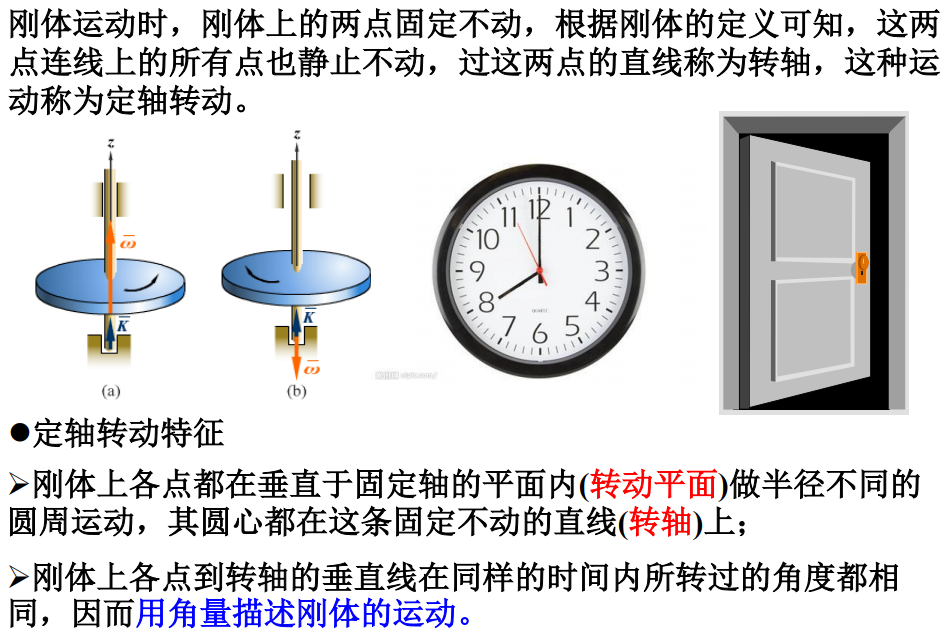 刚体运动时，刚体上的两点固定不动，根据刚体的定义可知，这两
点连线上的所有点也静止不动，过这两点的直线称为转轴，这种运
动称为定轴转动。
z
z
ω
K
K
ω
(a)
(b)
12
1
2
3
4
5
6
7
8
9
10
11
QUARTZ
●定轴转动特征
➢刚体上各点都在垂直于固定轴的平面内(转动平面)做半径不同的
圆周运动，其圆心都在这条固定不动的直线(转轴)上；
➢刚体上各点到转轴的垂直线在同样的时间内所转过的角度都相
同，因而用角量描述刚体的运动。